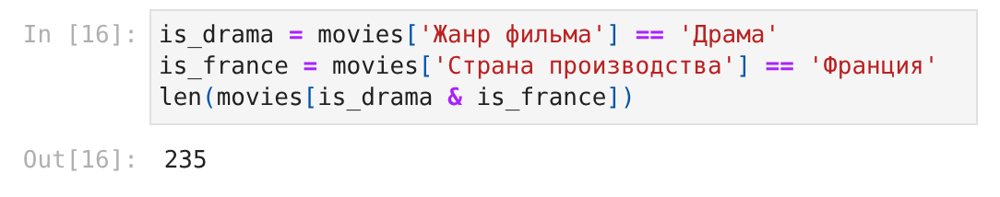 In [16]: is_drama = movies['Жанр фильма'] == 'Драма'
is_france = movies['Страна производства'] == 'Франция'
len(movies[is_drama & is_france])
Out[16]: 235